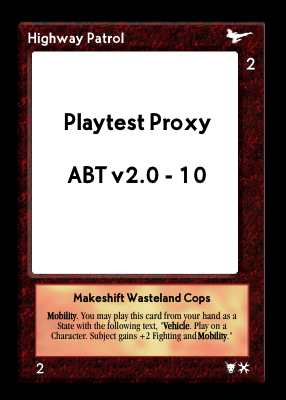 Highway Patrol
2
Playtest Proxy
ABT v2.0 - 10
Makeshift Wasteland Cops
Mobility. You may play this card from your hand as a
State with the following text, "Vehicle. Play on a
Character. Subject gains +2 Fighting and Mobility."
2